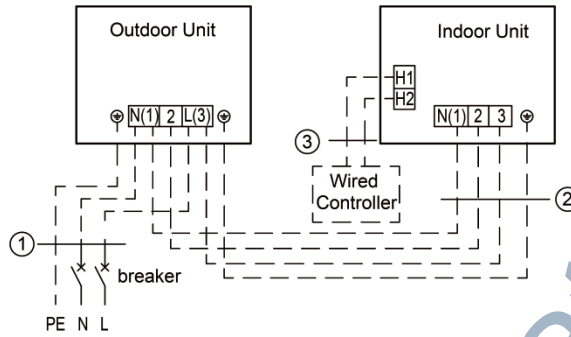 Outdoor Unit
Indoor Unit
H1
H2
N(1) 2 L(3)
N(1) 2 3
③
Wired
Controller
②
①
breaker
PE N L